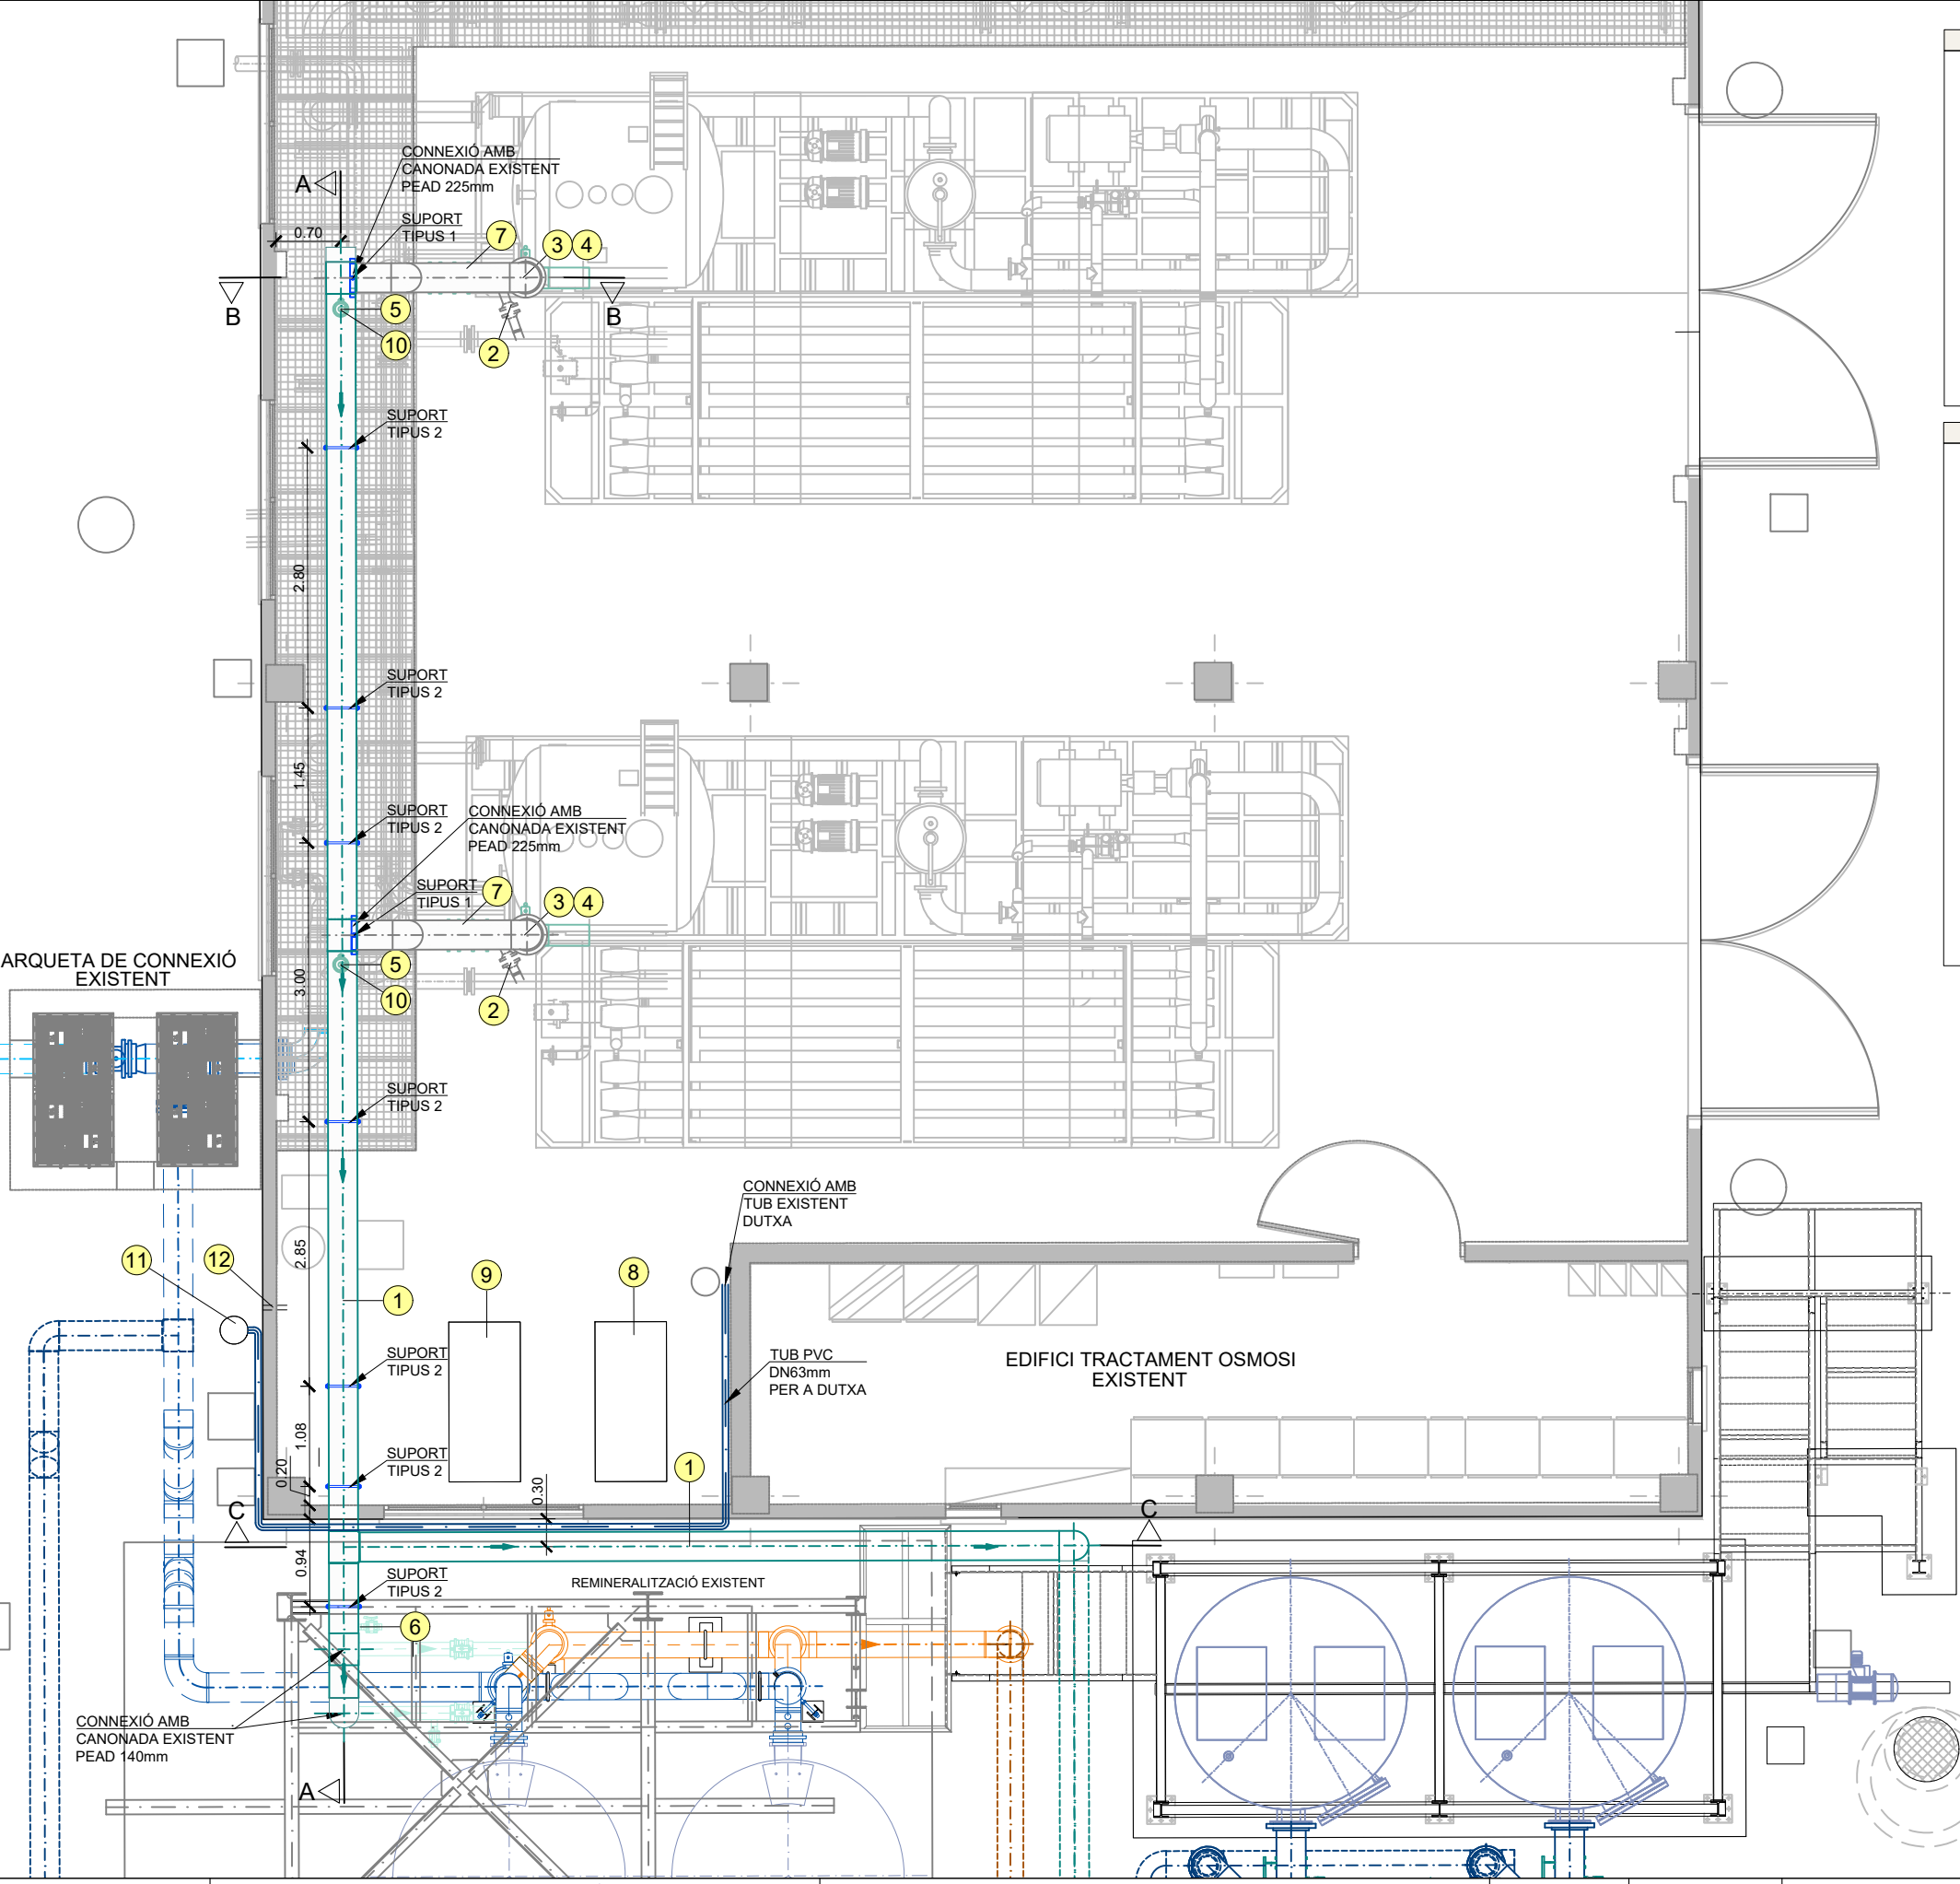 CONNEXIÓ AMB
CANONADA EXISTENT
PEAD 225mm
A
SUPORT
TIPUS 1
0.70
7
3
4
B
B
5
10
2
SUPORT
TIPUS 2
2.80
SUPORT
TIPUS 2
1.45
SUPORT
TIPUS 2
CONNEXIÓ AMB
CANONADA EXISTENT
PEAD 225mm
SUPORT
TIPUS 1
7
3
4
ARQUETA DE CONNEXIÓ
EXISTENT
5
10
2
3.00
SUPORT
TIPUS 2
CONNEXIÓ AMB
TUB EXISTENT
DUTXA
11
12
2.85
9
8
1
SUPORT
TIPUS 2
TUB PVC
DN63mm
PER A DUTXA
EDIFICI TRACTAMENT OSMOSI
EXISTENT
1.08
SUPORT
TIPUS 2
0.20
0.30
1
C
C
0.94
SUPORT
TIPUS 2
REMINERALITZACIÓ EXISTENT
6
CONNEXIÓ AMB
CANONADA EXISTENT
PEAD 140mm
A